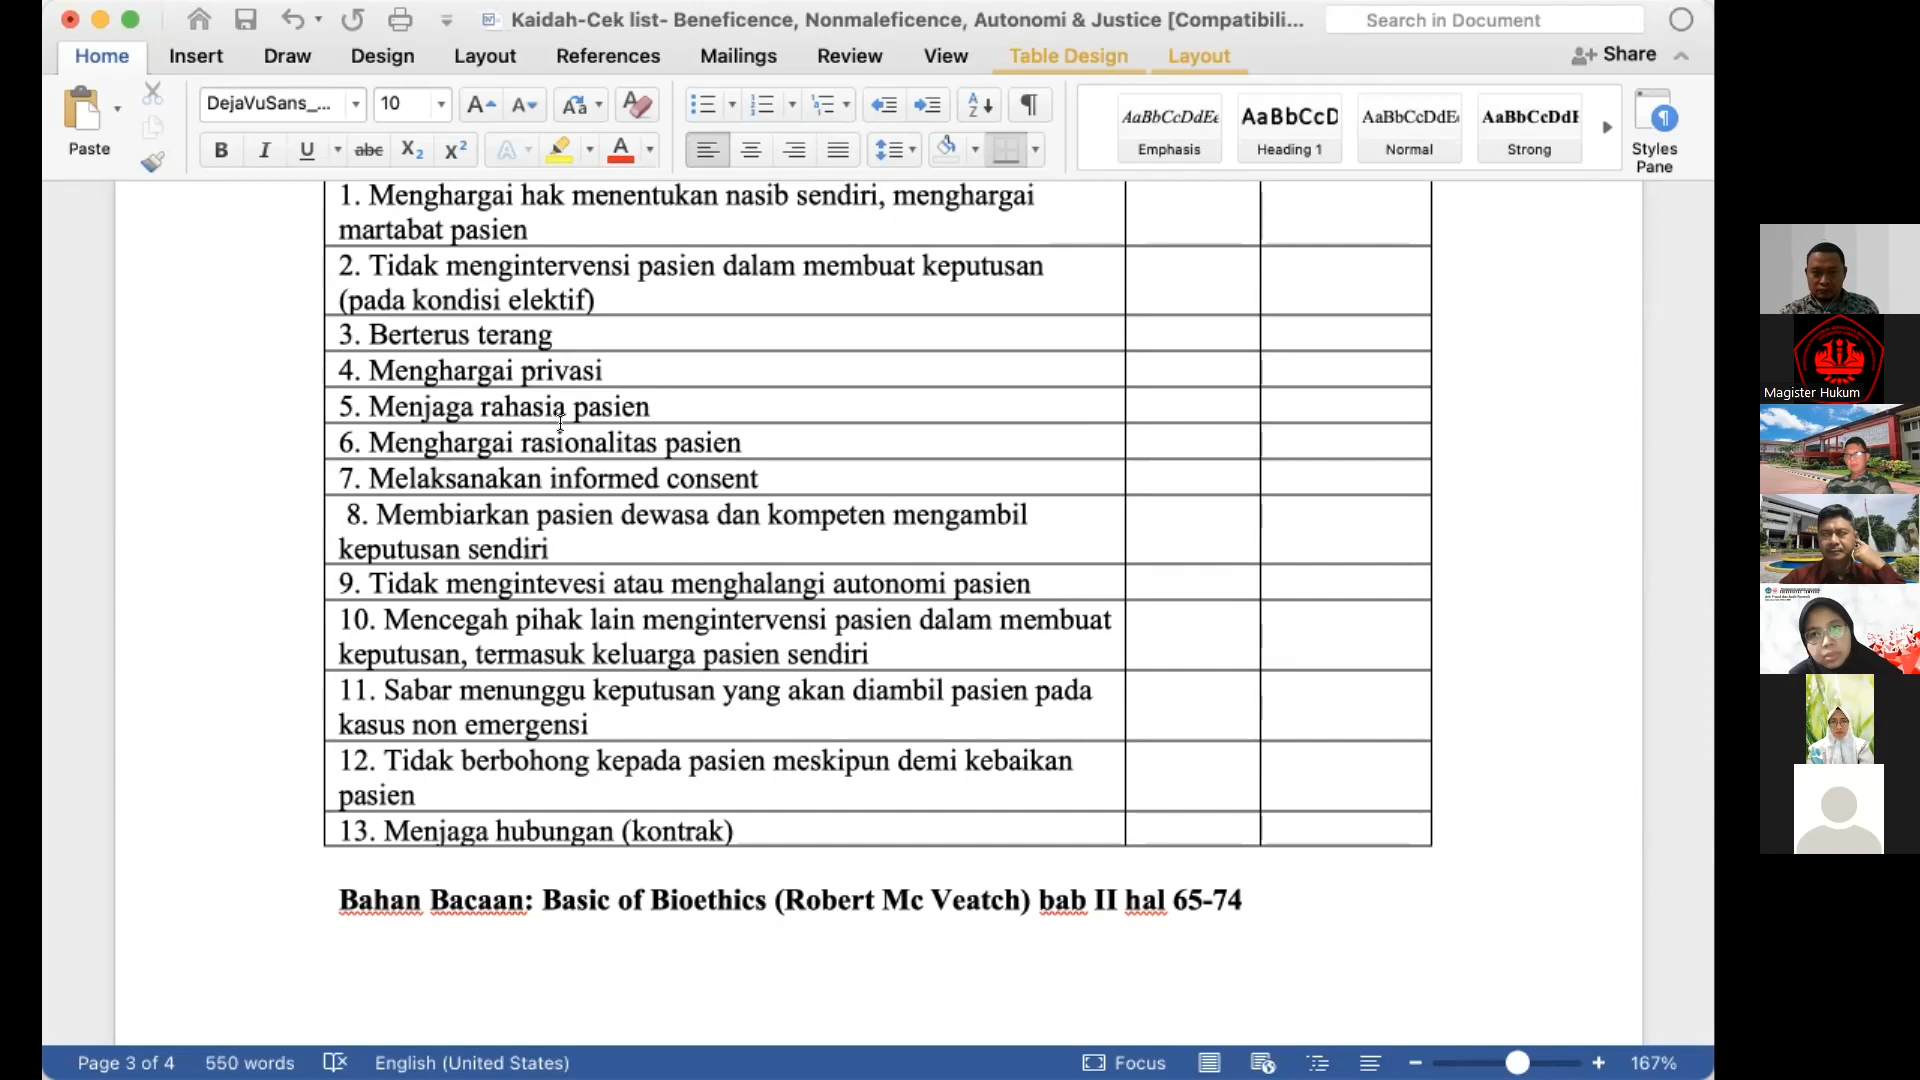 Kaidah-Cek list- Beneficence, Nonmaleficence, Autonomi & Justice [Compatibili...
Search in Document
Home
Insert
Draw
Design
Layout
References
Mailings
Review
View
Table Design
Layout
Share
Paste
DejaVuSans_...
10
AaBbCcDdEe
AaBbCcD
AaBbCcDdE
AaBbCcDdE
Emphasis
Heading 1
Normal
Strong
Styles
Pane
1. Menghargai hak menentukan nasib sendiri, menghargai
martabat pasien
2. Tidak mengintervensi pasien dalam membuat keputusan
(pada kondisi elektif)
3. Berterus terang
4. Menghargai privasi
5. Menjaga rahasia pasien
6. Menghargai rasionalitas pasien
7. Melaksanakan informed consent
8. Membiarkan pasien dewasa dan kompeten mengambil
keputusan sendiri
9. Tidak mengintevesi atau menghalangi autonomi pasien
10. Mencegah pihak lain mengintervensi pasien dalam membuat
keputusan, termasuk keluarga pasien sendiri
11. Sabar menunggu keputusan yang akan diambil pasien pada
kasus non emergensi
12. Tidak berbohong kepada pasien meskipun demi kebaikan
pasien
13. Menjaga hubungan (kontrak)
Bahan Bacaan: Basic of Bioethics (Robert Mc Veatch) bab II hal 65-74
Page 3 of 4
550 words
English (United States)
Focus
167%
Magister Hukum